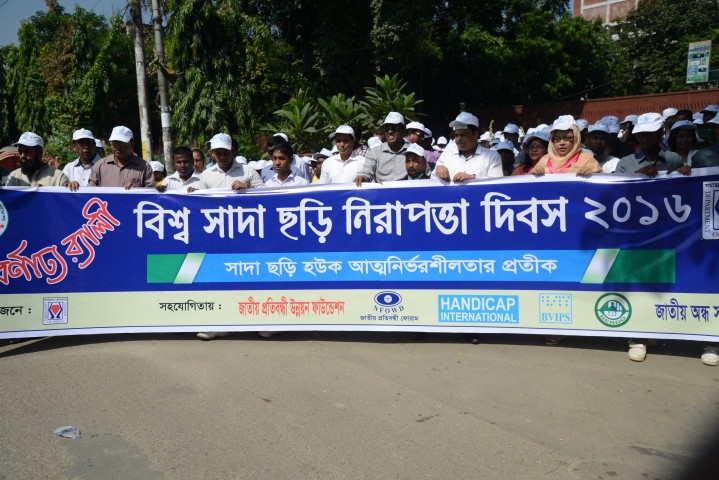 বিশ্ব সাদা ছড়ি নিরাপত্তা দিবস ২০১৬
র্ণাঢ্য র‍্যালী
সাদা ছড়ি হউক আত্মনির্ভরশীলতার প্রতীক
জনে :
সহযোগিতায় :
জাতীয় প্রতিবন্ধী উন্নয়ন ফাউন্ডেশন
NFOWD
জাতীয় প্রতিবন্ধী ফোরাম
HANDICAP
INTERNATIONAL
BVIPS
জাতীয় অন্ধ স